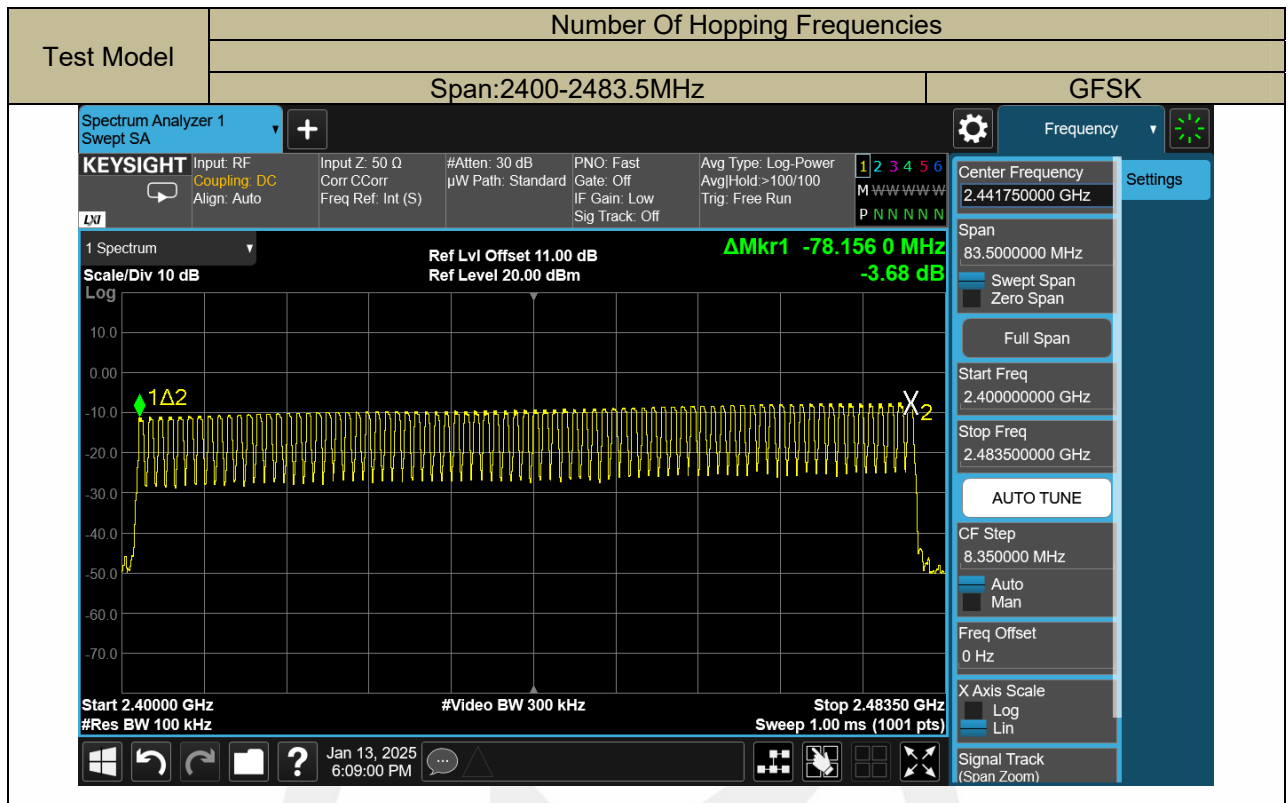 Test Model
Number Of Hopping Frequencies
Span:2400-2483.5MHz
GFSK
Spectrum Analyzer 1
Swept SA
Frequency
KEYSIGHT
LXI
Input: RF
Coupling: DC
Align: Auto
Input Z: 50 Ω
Corr CCorr
Freq Ref: Int (S)
#Atten: 30 dB
µW Path: Standard
PNO: Fast
Gate: Off
IF Gain: Low
Sig Track: Off
Avg Type: Log-Power
Avg|Hold:>100/100
Trig: Free Run
1 2 3 4 5 6
M W W W W W
P N N N N N
1 Spectrum
Scale/Div 10 dB
Log
Ref Lvl Offset 11.00 dB
Ref Level 20.00 dBm
ΔMkr1 -78.156 0 MHz
-3.68 dB
10.0
0.00
-10.0
-20.0
-30.0
-40.0
-50.0
-60.0
-70.0
1Δ2
X2
Start 2.40000 GHz
#Res BW 100 kHz
#Video BW 300 kHz
Stop 2.48350 GHz
Sweep 1.00 ms (1001 pts)
Center Frequency
2.441750000 GHz
Settings
Span
83.5000000 MHz
Swept Span
Zero Span
Full Span
Start Freq
2.400000000 GHz
Stop Freq
2.483500000 GHz
AUTO TUNE
CF Step
8.350000 MHz
Auto
Man
Freq Offset
0 Hz
X Axis Scale
Log
Lin
Signal Track
(Span Zoom)
?
Jan 13, 2025
6:09:00 PM